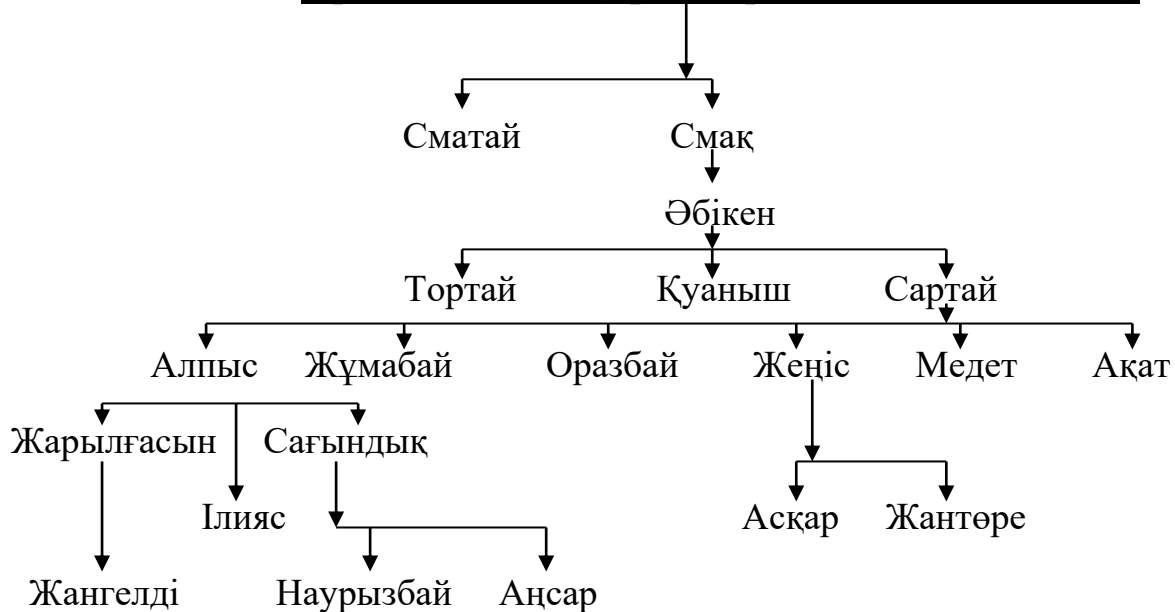 Сматай Смақ
Әбікен
Тортай Қуаныш Сартай
Алпыс Жұмабай Оразбай Жеңіс Медет Ақат
Жарылғасын Сағындық
Ілияс Асқар Жантөре
Жангелді Наурызбай Аңсар